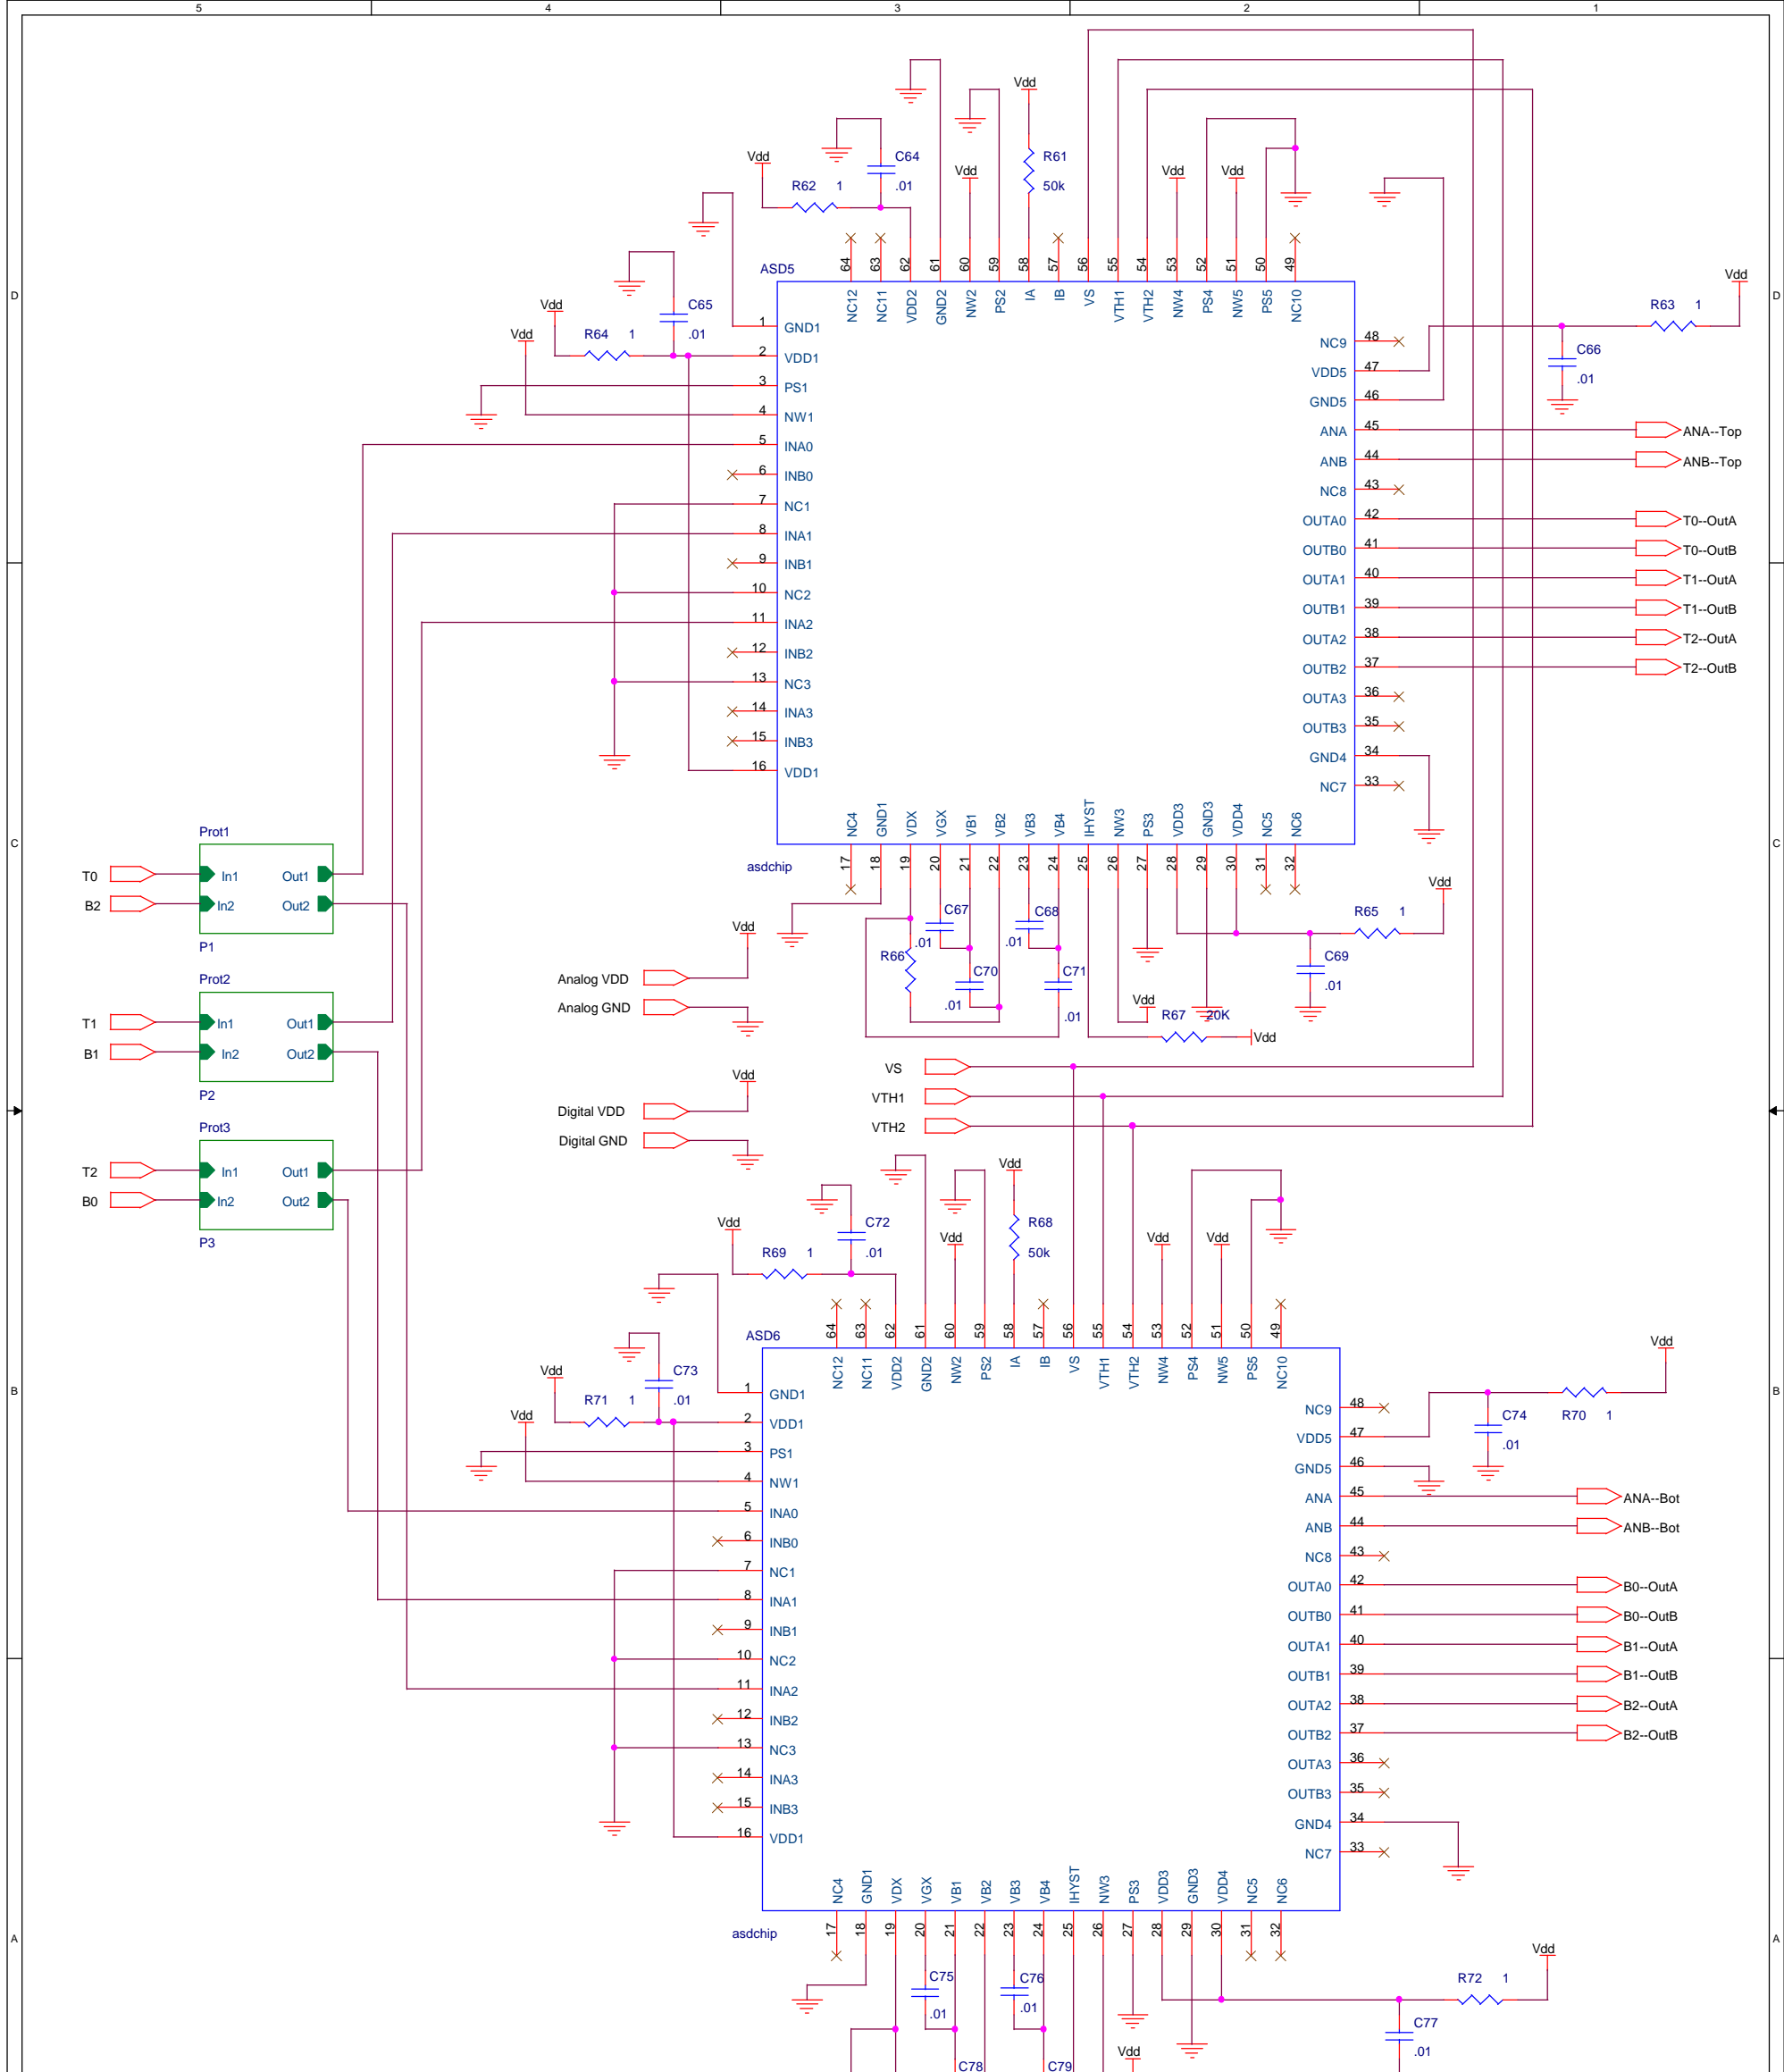 5 4 3 2 1
D D
C C
B B
A A
Vdd
R61
50k
C64
.01
Vdd
R62 1
Vdd
Vdd
Vdd
64 63 62 61 60 59 58 57 56 55 54 53 52 51 50 49
ASD5
NC12 NC11 VDD2 GND2 NW2 PS2 IA IB VS VTH1 VTH2 NW4 PS4 NW5 PS5 NC10
Vdd
R63 1
C66
.01
Vdd
C65
.01
R64 1
Vdd
1 GND1
2 VDD1
3 PS1
4 NW1
5 INA0
6 INB0
7 NC1
8 INA1
9 INB1
10 NC2
11 INA2
12 INB2
13 NC3
14 INA3
15 INB3
16 VDD1
NC9 48
VDD5 47
GND5 46
ANA 45 ANA--Top
ANB 44 ANB--Top
NC8 43
OUTA0 42 T0--OutA
OUTB0 41 T0--OutB
OUTA1 40 T1--OutA
OUTB1 39 T1--OutB
OUTA2 38 T2--OutA
OUTB2 37 T2--OutB
OUTA3 36
OUTB3 35
GND4 34
NC7 33
NC4 GND1 VDX VGX VB1 VB2 VB3 VB4 IHYST NW3 PS3 VDD3 GND3 VDD4 NC5 NC6
asdchip
17 18 19 20 21 22 23 24 25 26 27 28 29 30 31 32
Prot1
T0 In1 Out1
B2 In2 Out2
P1
Prot2
T1 In1 Out1
B1 In2 Out2
P2
Prot3
T2 In1 Out1
B0 In2 Out2
P3
Vdd
Analog VDD
Analog GND
Vdd
Digital VDD
Digital GND
C67
.01
C68
.01
R66
C70
.01
C71
.01
Vdd
R65 1
C69
.01
Vdd
R67 20K
Vdd
VS
VTH1
VTH2
Vdd
R68
50k
C72
.01
Vdd
R69 1
Vdd
Vdd
Vdd
64 63 62 61 60 59 58 57 56 55 54 53 52 51 50 49
ASD6
NC12 NC11 VDD2 GND2 NW2 PS2 IA IB VS VTH1 VTH2 NW4 PS4 NW5 PS5 NC10
Vdd
C74
.01
R70 1
Vdd
C73
.01
R71 1
Vdd
1 GND1
2 VDD1
3 PS1
4 NW1
5 INA0
6 INB0
7 NC1
8 INA1
9 INB1
10 NC2
11 INA2
12 INB2
13 NC3
14 INA3
15 INB3
16 VDD1
NC9 48
VDD5 47
GND5 46
ANA 45 ANA--Bot
ANB 44 ANB--Bot
NC8 43
OUTA0 42 B0--OutA
OUTB0 41 B0--OutB
OUTA1 40 B1--OutA
OUTB1 39 B1--OutB
OUTA2 38 B2--OutA
OUTB2 37 B2--OutB
OUTA3 36
OUTB3 35
GND4 34
NC7 33
NC4 GND1 VDX VGX VB1 VB2 VB3 VB4 IHYST NW3 PS3 VDD3 GND3 VDD4 NC5 NC6
asdchip
17 18 19 20 21 22 23 24 25 26 27 28 29 30 31 32
C75
.01
C76
.01
Vdd
R72 1
C77
.01
Vdd
C78
C79